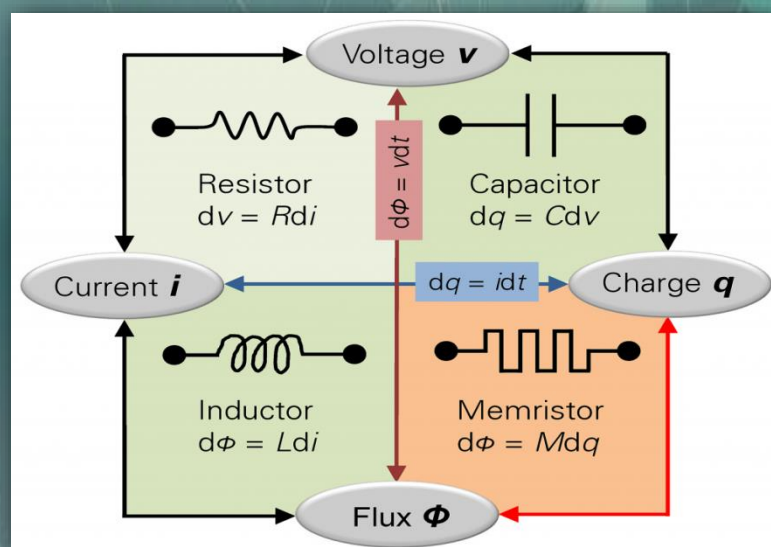 Voltage v
Resistor
dv = Rdi
dΦ = vdt
Capacitor
dq = Cdv
Current i
dq = idt
Charge q
Inductor
dΦ = Ldi
Memristor
dΦ = Mdq
Flux Φ